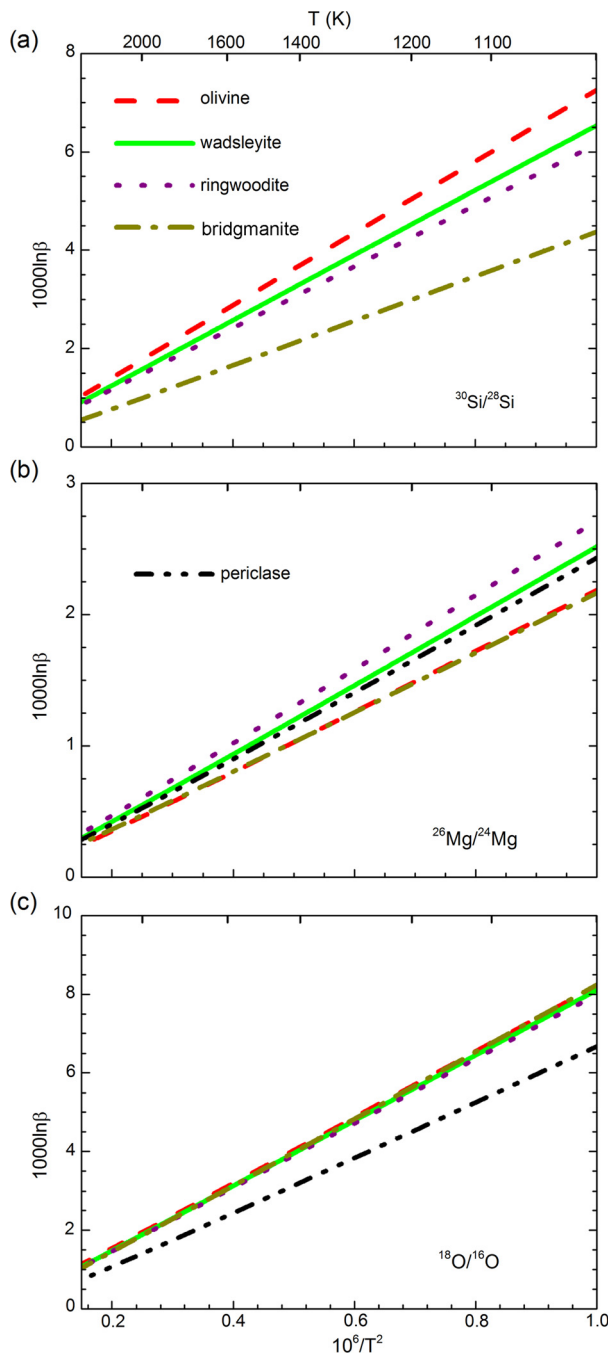 T (K)
2000 1600 1400 1200 1100
(a)
8
6
4
2
0
1000lnβ
olivine
wadsleyite
ringwoodite
bridgmanite
³⁰Si/²⁸Si
(b)
3
2
1
0
1000lnβ
periclase
²⁶Mg/²⁴Mg
(c)
10
8
6
4
2
0
1000lnβ
¹⁸O/¹⁶O
0.2 0.4 0.6 0.8 1.0
10⁶/T²